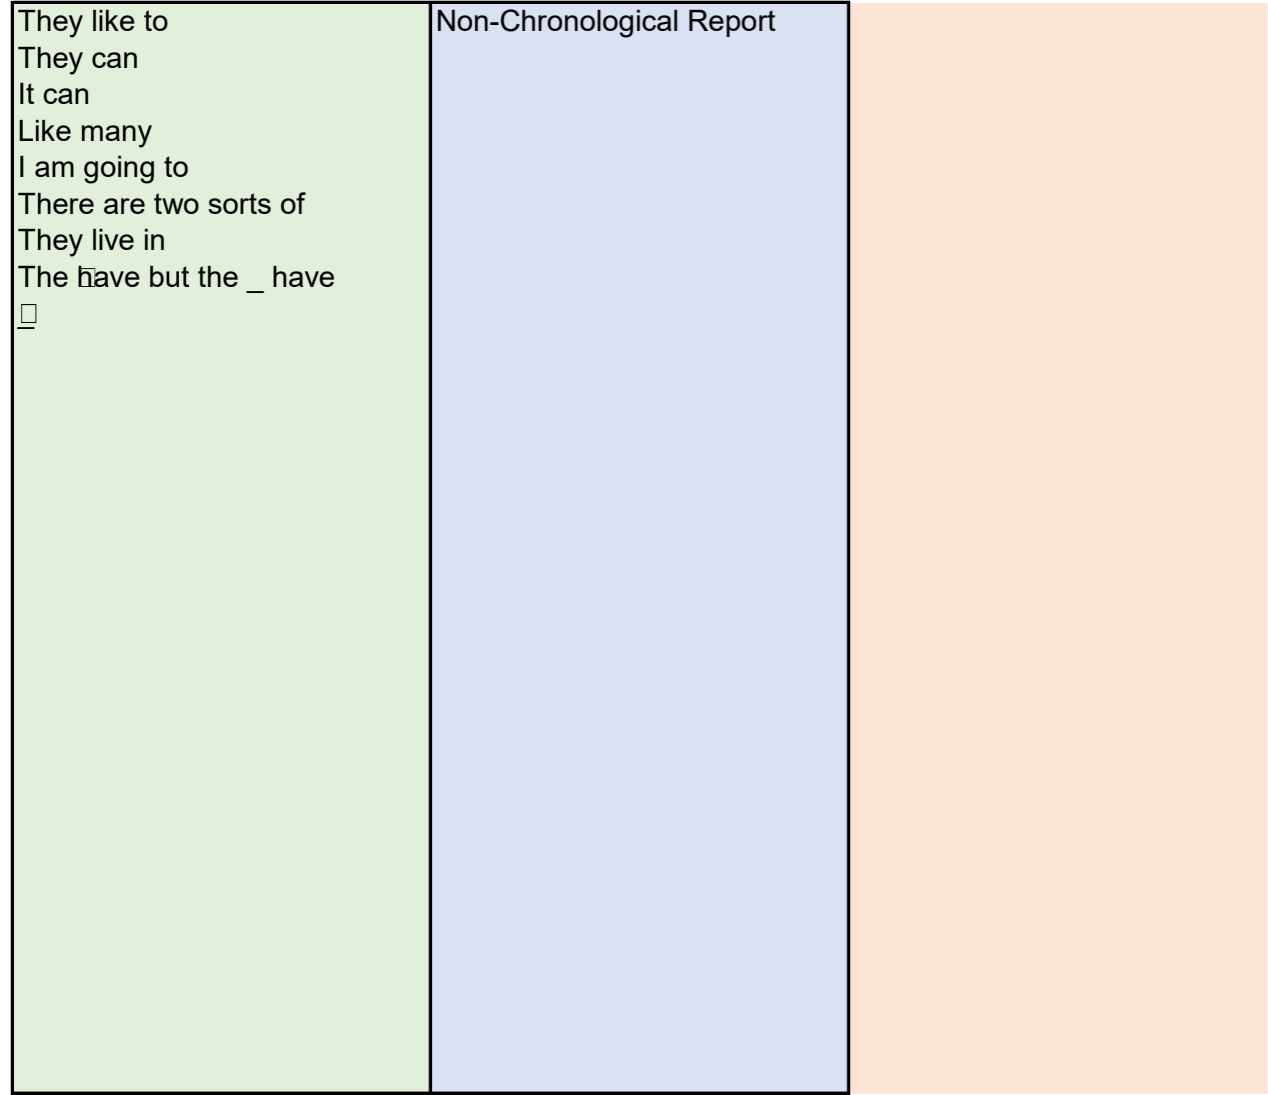 They like to
They can
It can
Like many
I am going to
There are two sorts of
They live in
The have but the _ have
_
Non-Chronological Report